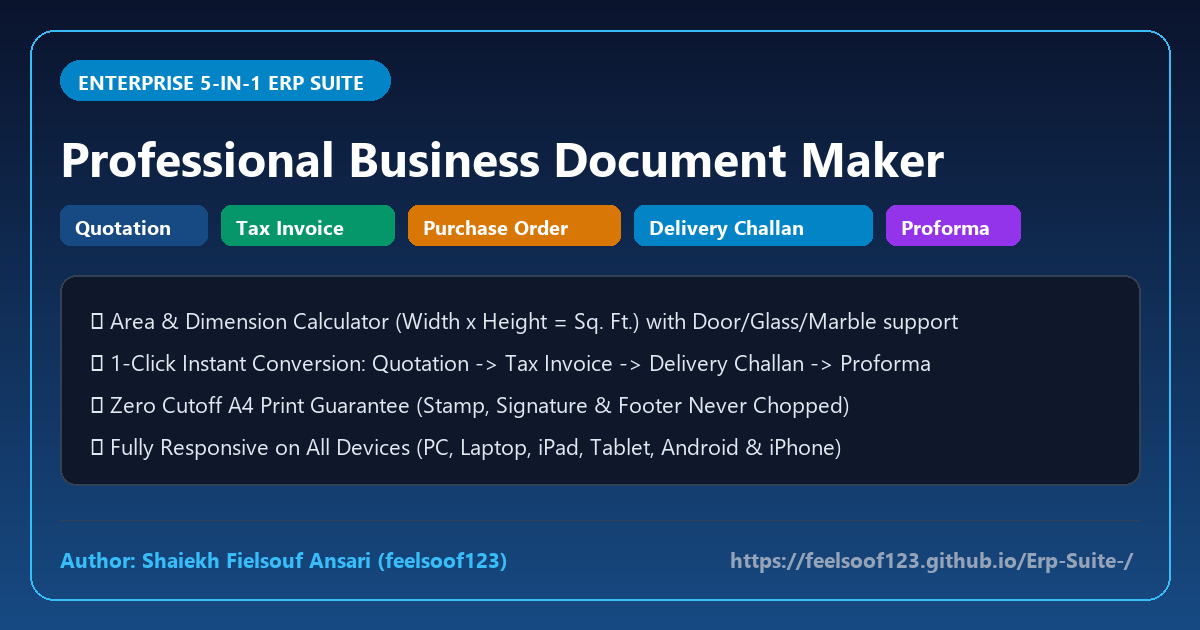 ENTERPRISE 5-IN-1 ERP SUITE
Professional Business Document Maker
Quotation Tax Invoice Purchase Order Delivery Challan Proforma
Area & Dimension Calculator (Width x Height = Sq. Ft.) with Door/Glass/Marble support
1-Click Instant Conversion: Quotation -> Tax Invoice -> Delivery Challan -> Proforma
Zero Cutoff A4 Print Guarantee (Stamp, Signature & Footer Never Chopped)
Fully Responsive on All Devices (PC, Laptop, iPad, Tablet, Android & iPhone)
Author: Shaiekh Fielsouf Ansari (feelsoof123) https://feelsoof123.github.io/Erp-Suite-/